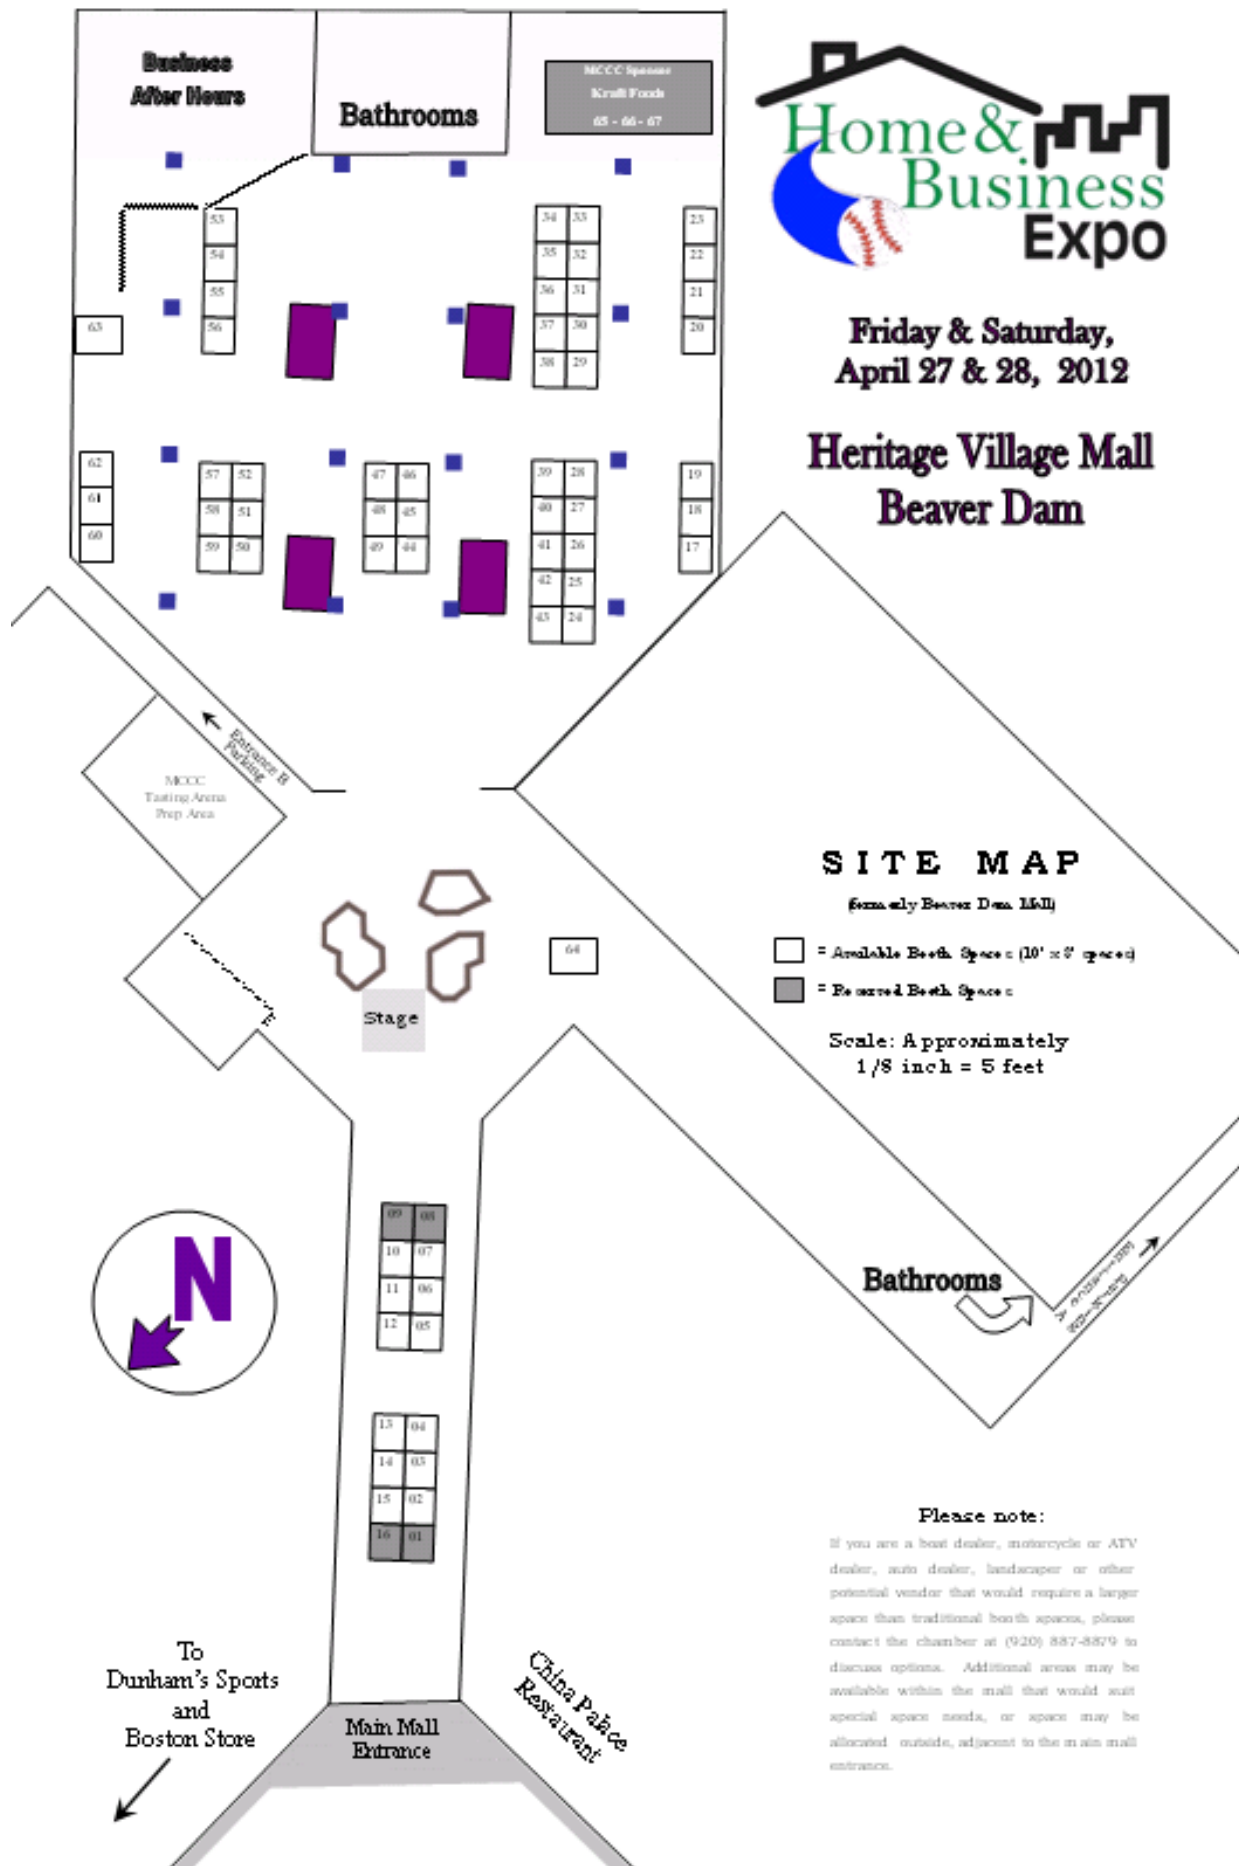 Business
After Hours
Bathrooms
MCCC Sponsor
Kraft Foods
65 - 66 - 67
Home &
Business
Expo
Friday & Saturday,
April 27 & 28, 2012
Heritage Village Mall
Beaver Dam
53
54
55
56
34 33
35 32
36 31
37 30
38 29
23
22
21
20
63
62
61
60
57 52
58 51
59 50
47 46
48 45
49 44
39 28
40 27
41 26
42 25
43 24
19
18
17
Entrance B
Parking
MCCC
Tasting Arena
Prep Area
SITE MAP
(formerly Beaver Dam Mall)
= Available Booth Spaces (10' x 8' spaces)
= Reserved Booth Spaces
Scale: Approximately
1/8 inch = 5 feet
64
Stage
09 08
10 07
11 06
12 05
N
Bathrooms
ENTRANCE A
PARKING
13 04
14 03
15 02
16 01
Please note:
If you are a boat dealer, motorcycle or ATV
dealer, auto dealer, landscaper or other
potential vendor that would require a larger
space than traditional booth spaces, please
contact the chamber at (920) 887-8879 to
discuss options. Additional areas may be
available within the mall that would suit
special space needs, or space may be
allocated outside, adjacent to the main mall
entrance.
To
Dunham's Sports
and
Boston Store
Main Mall
Entrance
China Palace
Restaurant